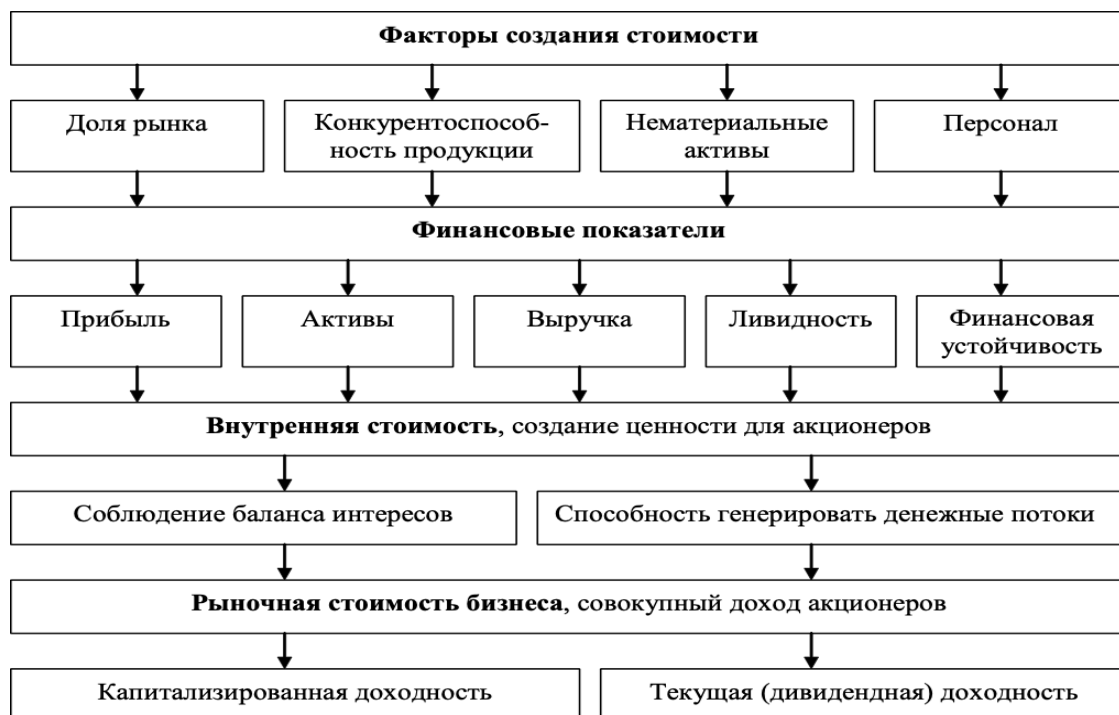 Факторы создания стоимости
Доля рынка
Конкурентоспособ-
ность продукции
Нематериальные
активы
Персонал
Финансовые показатели
Прибыль
Активы
Выручка
Ливидность
Финансовая
устойчивость
Внутренняя стоимость, создание ценности для акционеров
Соблюдение баланса интересов
Способность генерировать денежные потоки
Рыночная стоимость бизнеса, совокупный доход акционеров
Капитализированная доходность
Текущая (дивидендная) доходность